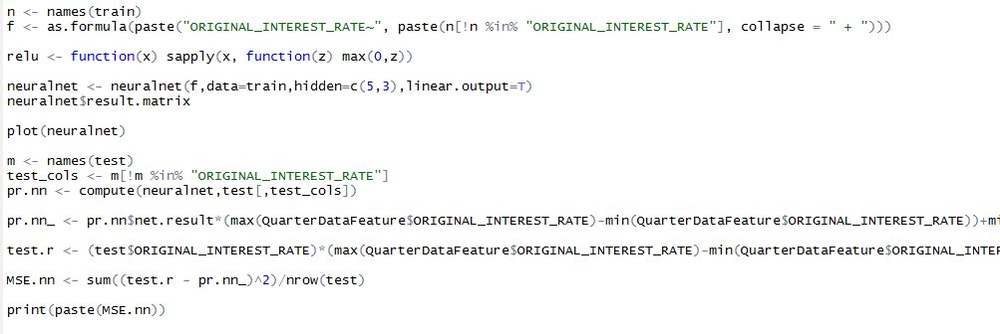 n <- names(train)
f <- as.formula(paste("ORIGINAL_INTEREST_RATE~", paste(n[!n %in% "ORIGINAL_INTEREST_RATE"], collapse = " + ")))
relu <- function(x) sapply(x, function(z) max(0,z))
neuralnet <- neuralnet(f,data=train,hidden=c(5,3),linear.output=T)
neuralnet$result.matrix
plot(neuralnet)
m <- names(test)
test_cols <- m[!m %in% "ORIGINAL_INTEREST_RATE"]
pr.nn <- compute(neuralnet,test[,test_cols])
pr.nn_ <- pr.nn$net.result*(max(QuarterDataFeature$ORIGINAL_INTEREST_RATE)-min(QuarterDataFeature$ORIGINAL_INTEREST_RATE))+mi
test.r <- (test$ORIGINAL_INTEREST_RATE)*(max(QuarterDataFeature$ORIGINAL_INTEREST_RATE)-min(QuarterDataFeature$ORIGINAL_INTER
MSE.nn <- sum((test.r - pr.nn_)^2)/nrow(test)
print(paste(MSE.nn))